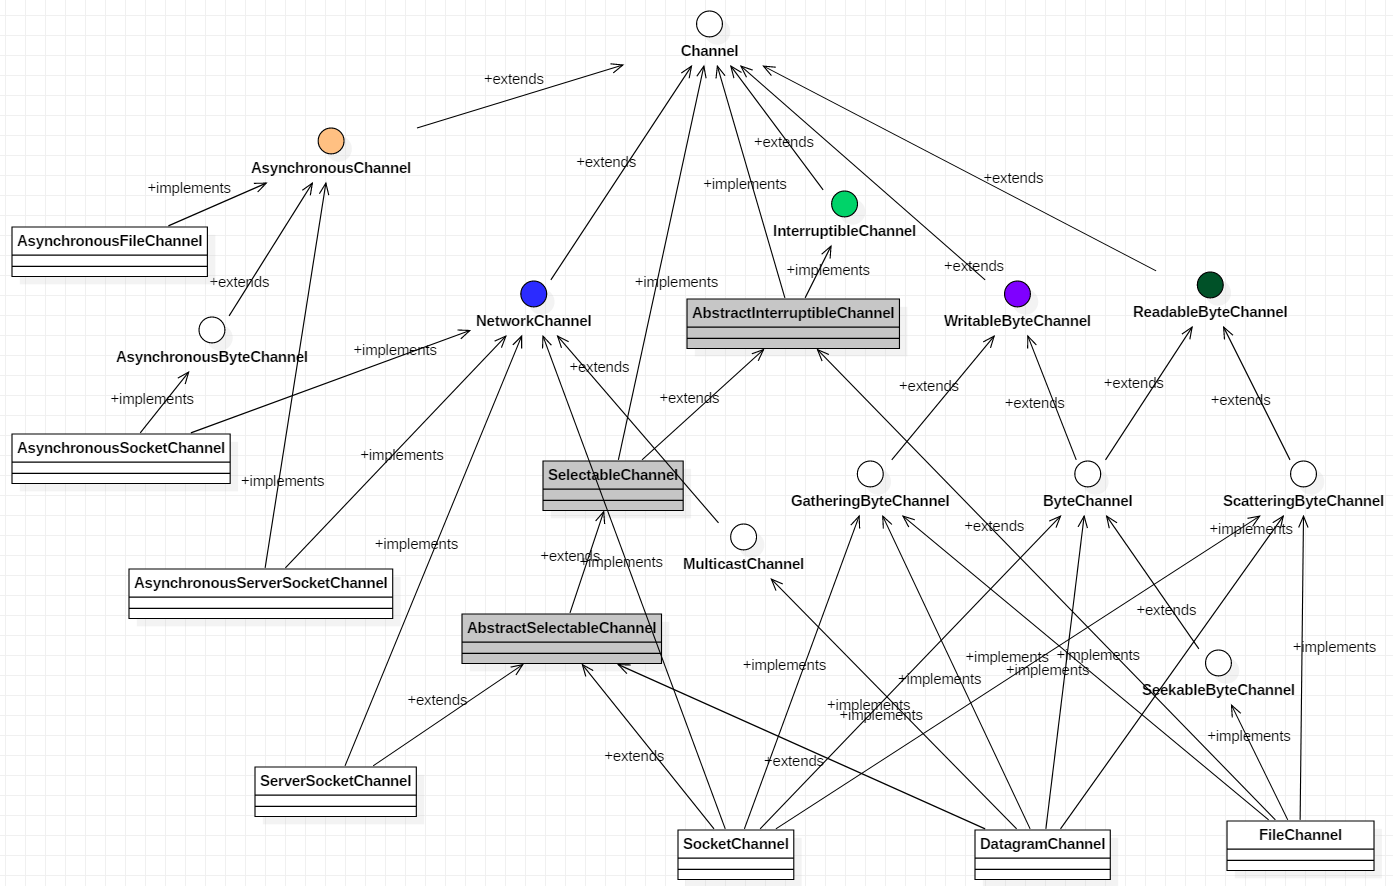 Channel
+extends
+extends
+extends
AsynchronousChannel
+extends
+implements
+implements
InterruptibleChannel
AsynchronousFileChannel
+extends
+implements
+extends
+implements
ReadableByteChannel
NetworkChannel
AbstractInterruptibleChannel
WritableByteChannel
AsynchronousByteChannel
+implements
+extends
+extends
+extends
+implements
+extends
+extends
+extends
AsynchronousSocketChannel
+implements
SelectableChannel
+implements
GatheringByteChannel
ByteChannel
ScatteringByteChannel
+extends
+implements
+implements
+extends
+implements
MulticastChannel
AsynchronousServerSocketChannel
+extends
AbstractSelectableChannel
+implements
+implements
+implements
+implements
+implements
+implements
SeekableByteChannel
+extends
+implements
+implements
+implements
+extends
+extends
ServerSocketChannel
SocketChannel
DatagramChannel
FileChannel